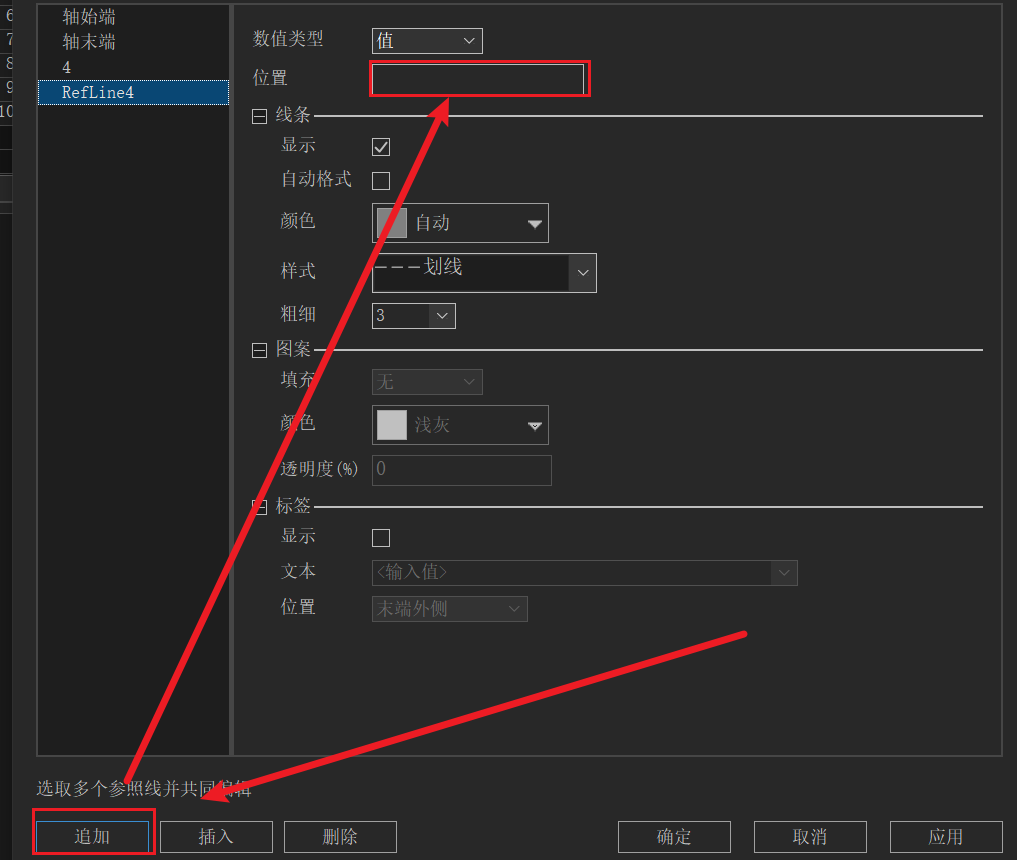 6
7
8
9
10
轴始端
轴末端
4
RefLine4
数值类型 值
位置
线条
显示
自动格式
颜色 自动
样式 划线
粗细 3
图案
填充 无
颜色 浅灰
透明度(%) 0
标签
显示
文本 <输入值>
位置 末端外侧
选取多个参照线并共同编辑
追加 插入 删除 确定 取消 应用